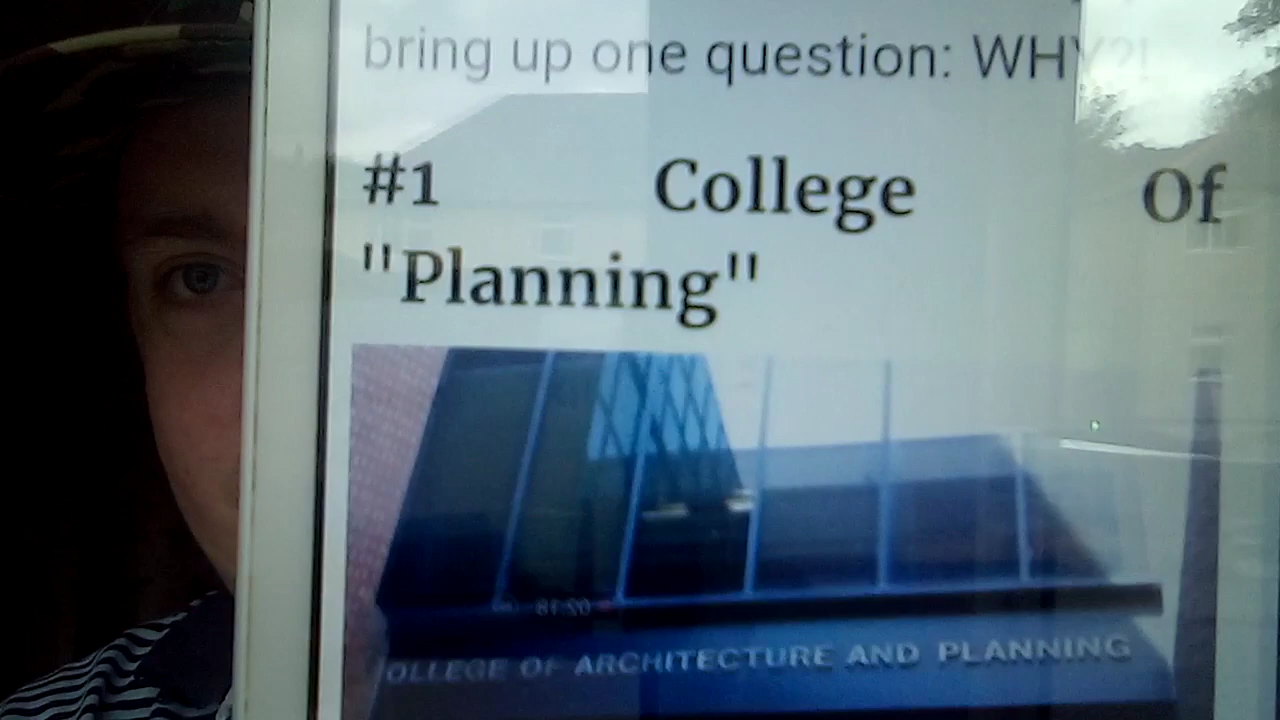 bring up one question: WHY?!
#1 College Of
"Planning"
OLLEGE OF ARCHITECTURE AND PLANNING